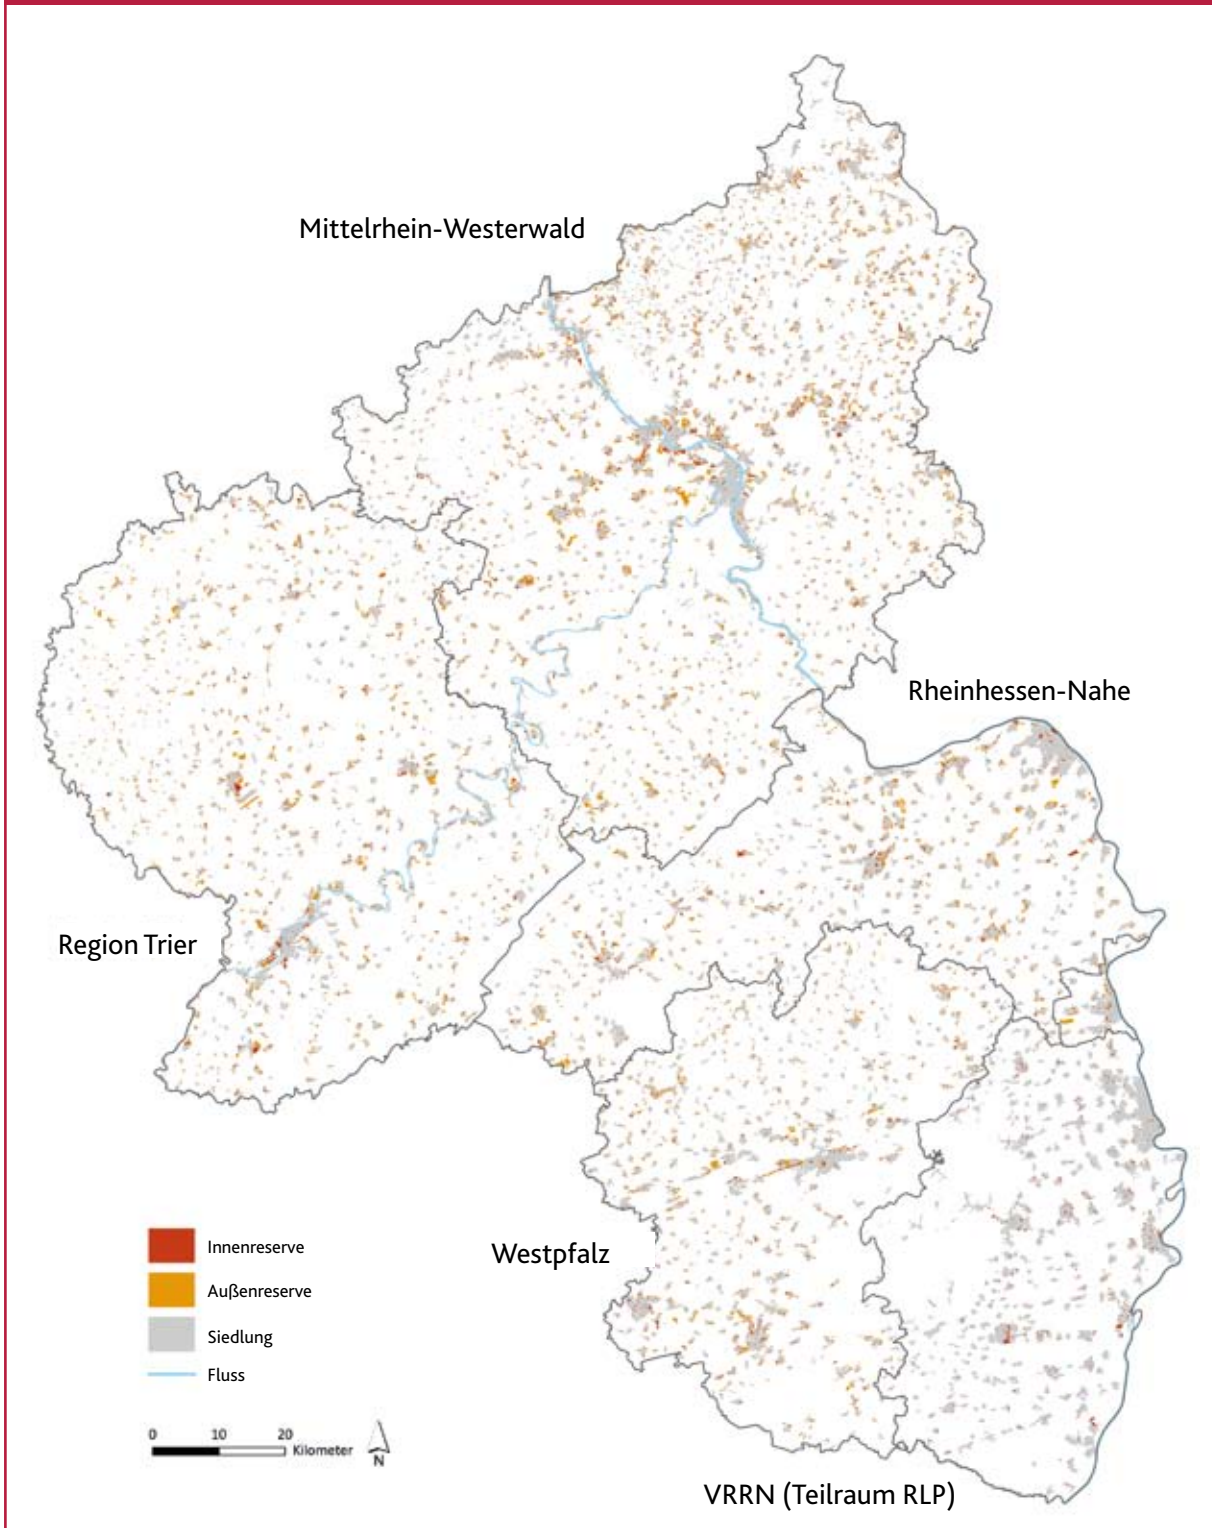 Mittelrhein-Westerwald
Rheinhessen-Nahe
Region Trier
Westpfalz
Innenreserve
Außenreserve
Siedlung
Fluss
0 10 20
Kilometer
N
VRRN (Teilraum RLP)